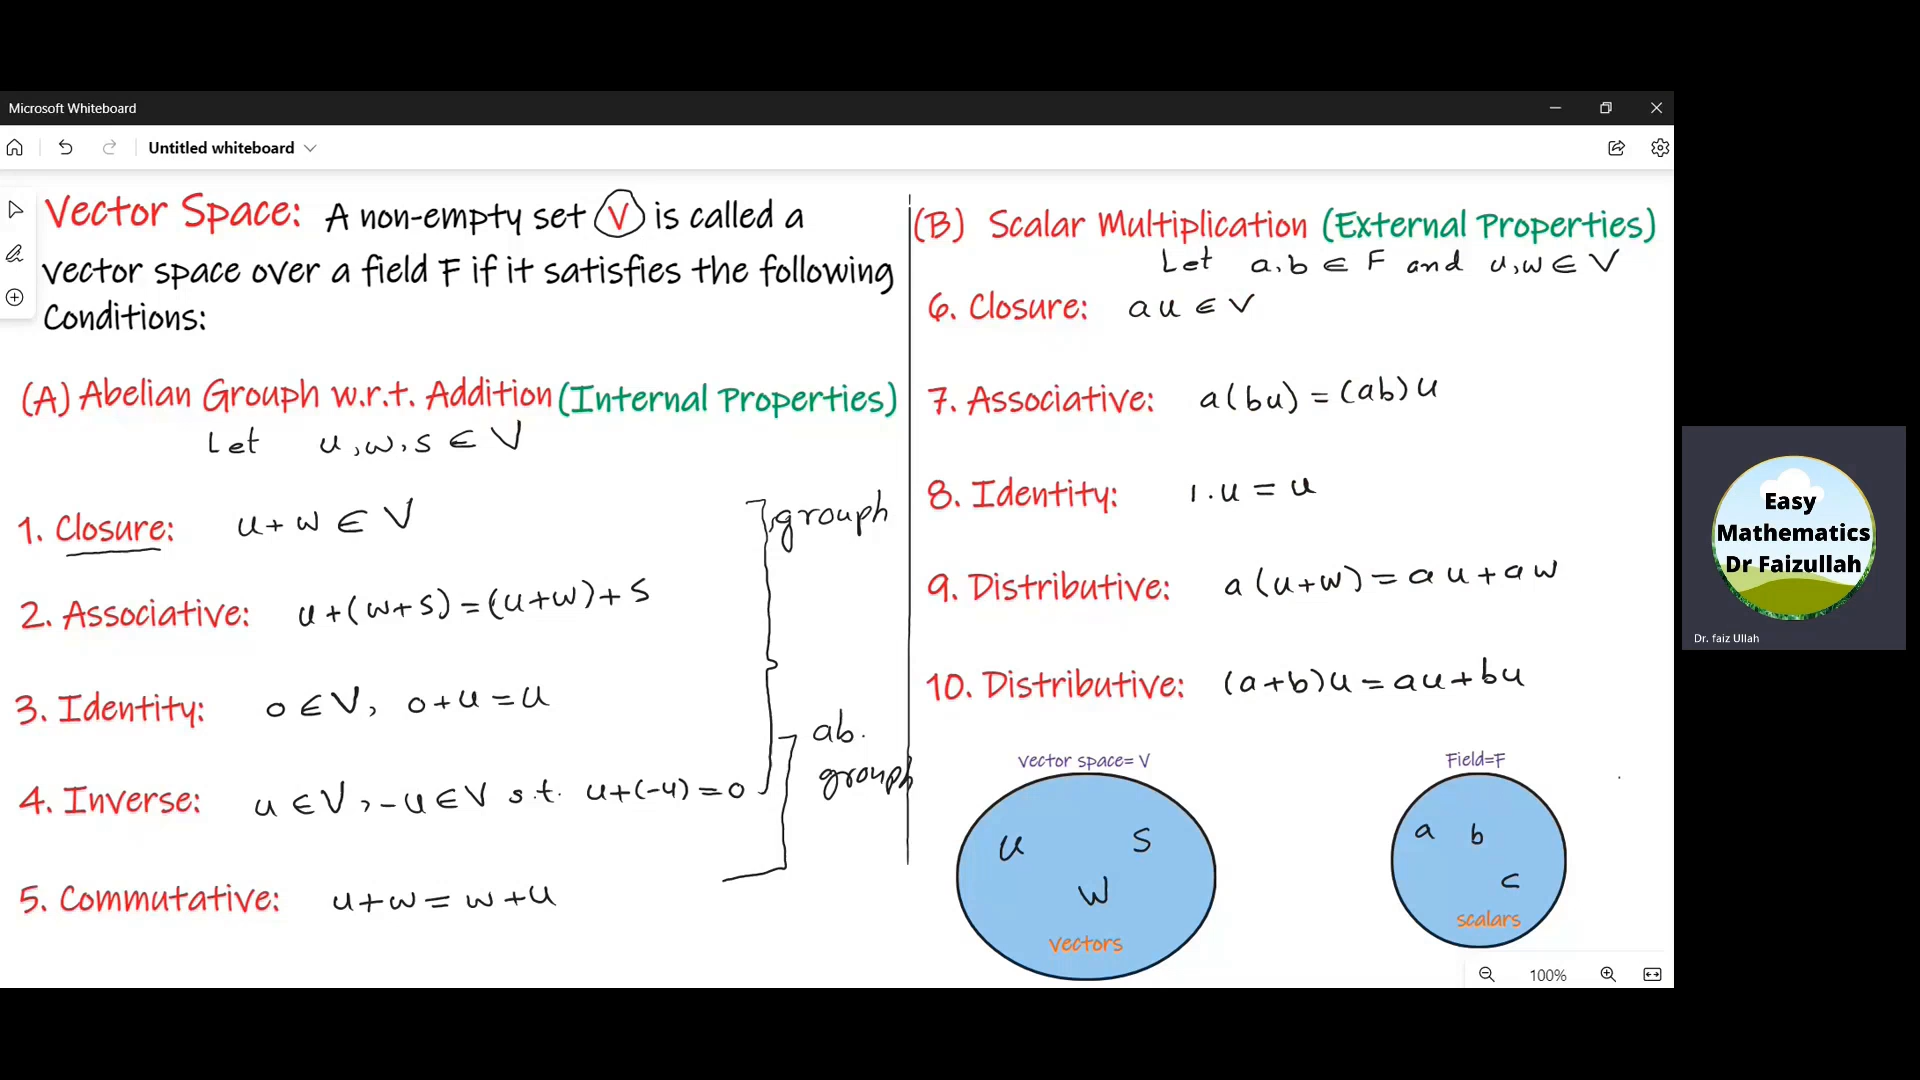 Microsoft Whiteboard
Untitled whiteboard
Vector Space: A non-empty set V is called a
vector space over a field F if it satisfies the following
Conditions:
(A) Abelian Grouph w.r.t. Addition (Internal Properties)
Let u,w,s ∈ V
1. Closure: u+w ∈ V
grouph
2. Associative: u+(w+s)=(u+w)+s
3. Identity: 0 ∈ V, 0+u=u
ab.
grouph
4. Inverse: u ∈ V, -u ∈ V s.t. u+(-u)=0
5. Commutative: u+w=w+u
(B) Scalar Multiplication (External Properties)
Let a,b ∈ F and u,w ∈ V
6. Closure: au ∈ V
7. Associative: a(bu)=(ab)u
8. Identity: 1.u=u
9. Distributive: a(u+w)=au+aw
10. Distributive: (a+b)u=au+bu
vector space= V
u s
w
vectors
Field=F
a b
c
scalars
100%
Easy
Mathematics
Dr Faizullah
Dr. faiz Ullah